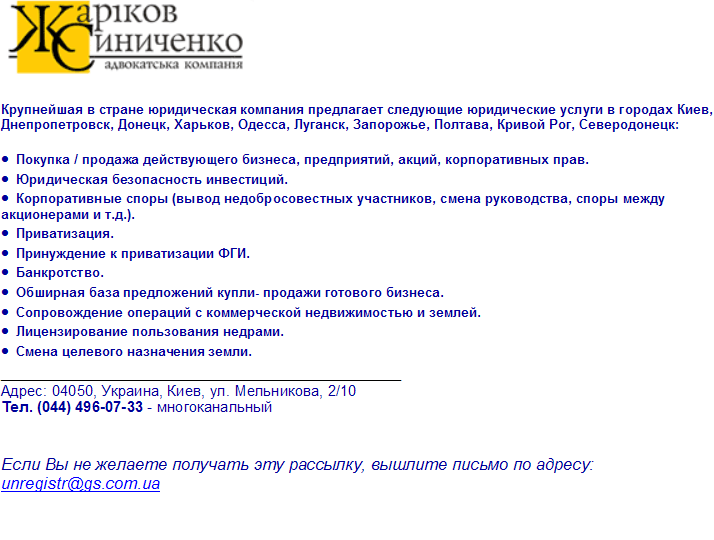 Жаріков
Синиченко
адвокатська компанія
Крупнейшая в стране юридическая компания предлагает следующие юридические услуги в городах Киев,
Днепропетровск, Донецк, Харьков, Одесса, Луганск, Запорожье, Полтава, Кривой Рог, Северодонецк:
● Покупка / продажа действующего бизнеса, предприятий, акций, корпоративных прав.
● Юридическая безопасность инвестиций.
● Корпоративные споры (вывод недобросовестных участников, смена руководства, споры между
акционерами и т.д.).
● Приватизация.
● Принуждение к приватизации ФГИ.
● Банкротство.
● Обширная база предложений купли- продажи готового бизнеса.
● Сопровождение операций с коммерческой недвижимостью и землей.
● Лицензирование пользования недрами.
● Смена целевого назначения земли.
Адрес: 04050, Украина, Киев, ул. Мельникова, 2/10
Тел. (044) 496-07-33 - многоканальный
Если Вы не желаете получать эту рассылку, вышлите письмо по адресу:
unregistr@gs.com.ua